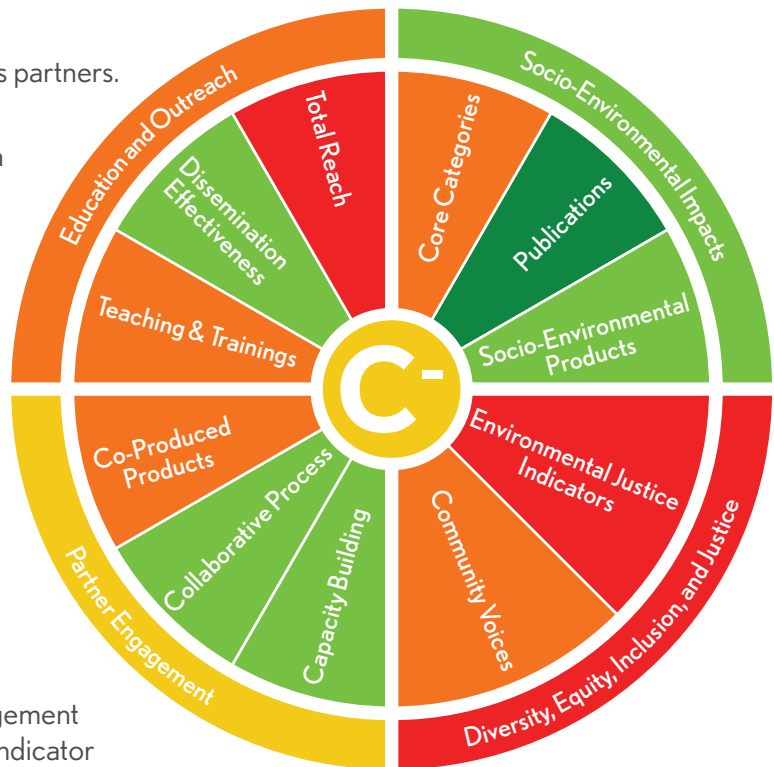 s partners.
Education and Outreach
Total Reach
Dissemination
Effectiveness
Teaching & Trainings
Socio-Environmental Impacts
Core Categories
Publications
Socio-Environmental
Products
C-
Co-Produced
Products
Collaborative Process
Capacity Building
Partner Engagement
Environmental Justice
Indicators
Community Voices
Diversity, Equity, Inclusion, and Justice
gement
ndicator